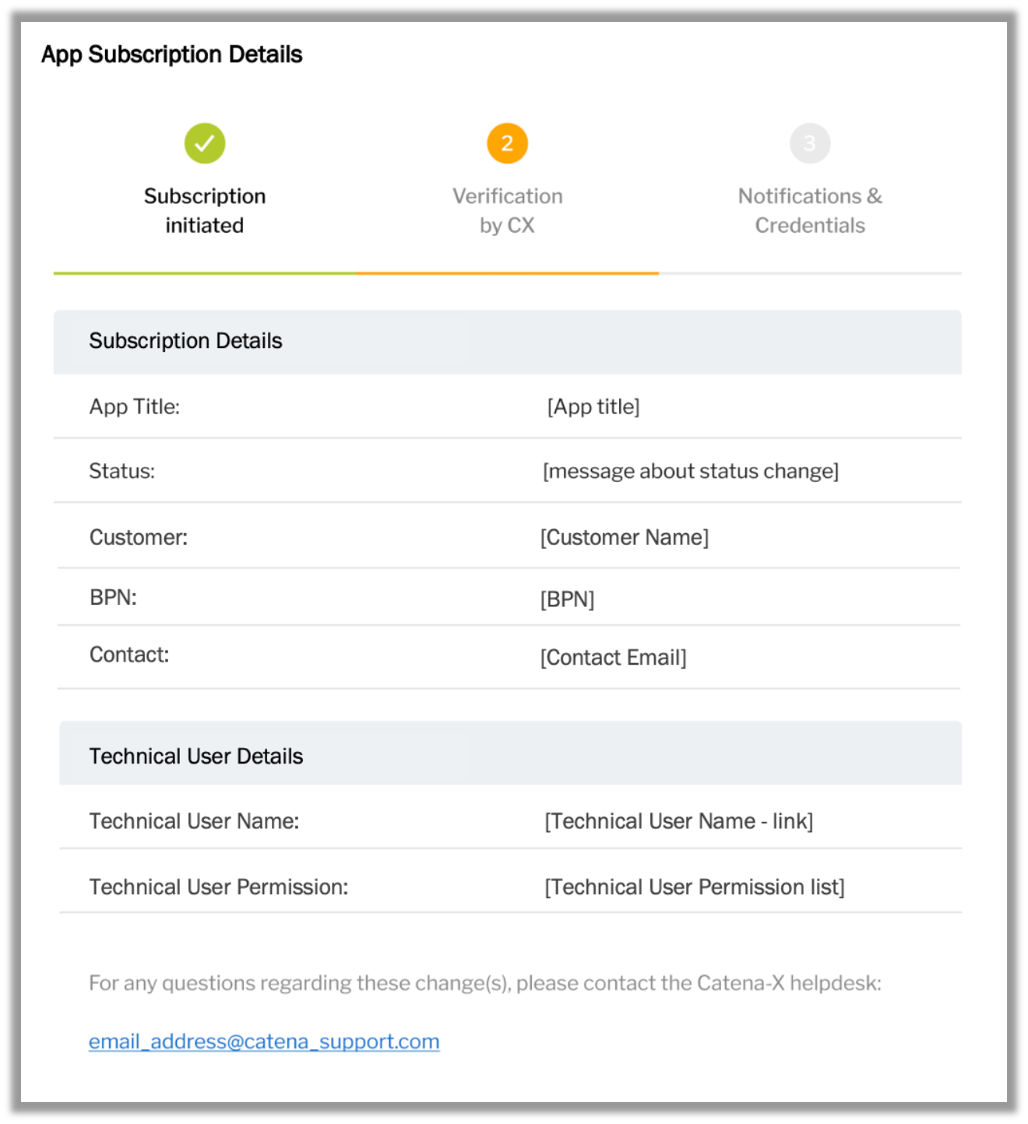 App Subscription Details
2
3
Subscription
initiated
Verification
by CX
Notifications &
Credentials
Subscription Details
App Title: [App title]
Status: [message about status change]
Customer: [Customer Name]
BPN: [BPN]
Contact: [Contact Email]
Technical User Details
Technical User Name: [Technical User Name - link]
Technical User Permission: [Technical User Permission list]
For any questions regarding these change(s), please contact the Catena-X helpdesk:
email_address@catena_support.com